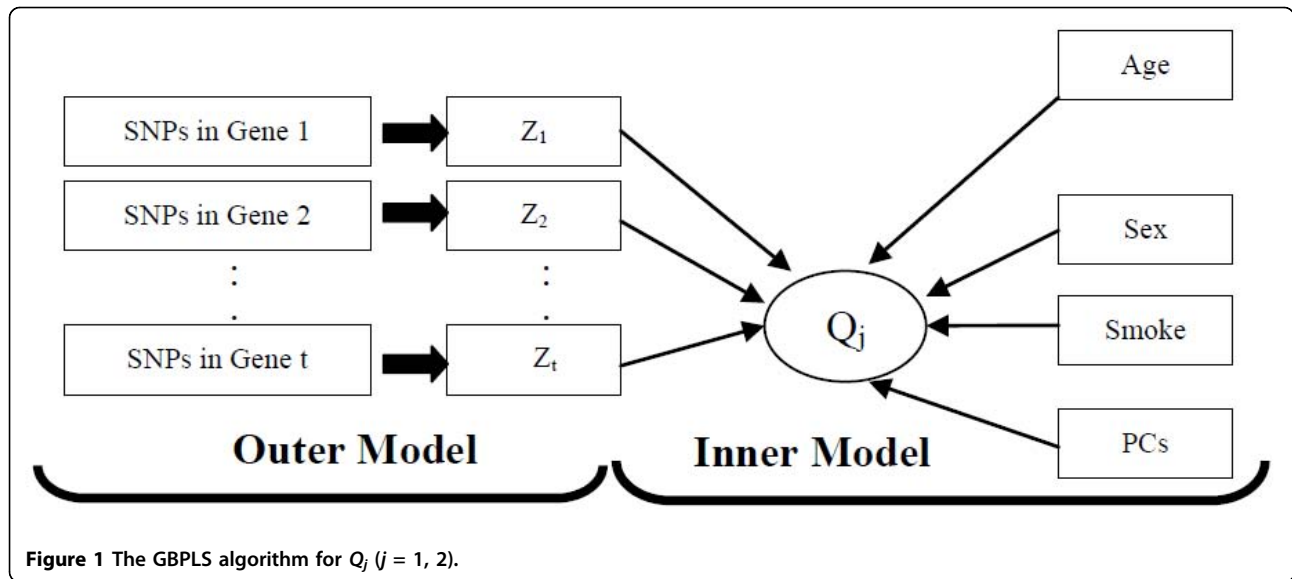 SNPs in Gene 1
Z₁
Age
SNPs in Gene 2
Z₂
Sex
⋮
⋮
Qⱼ
Smoke
SNPs in Gene t
Zₜ
PCs
Outer Model
Inner Model
Figure 1 The GBPLS algorithm for Qⱼ (j = 1, 2).